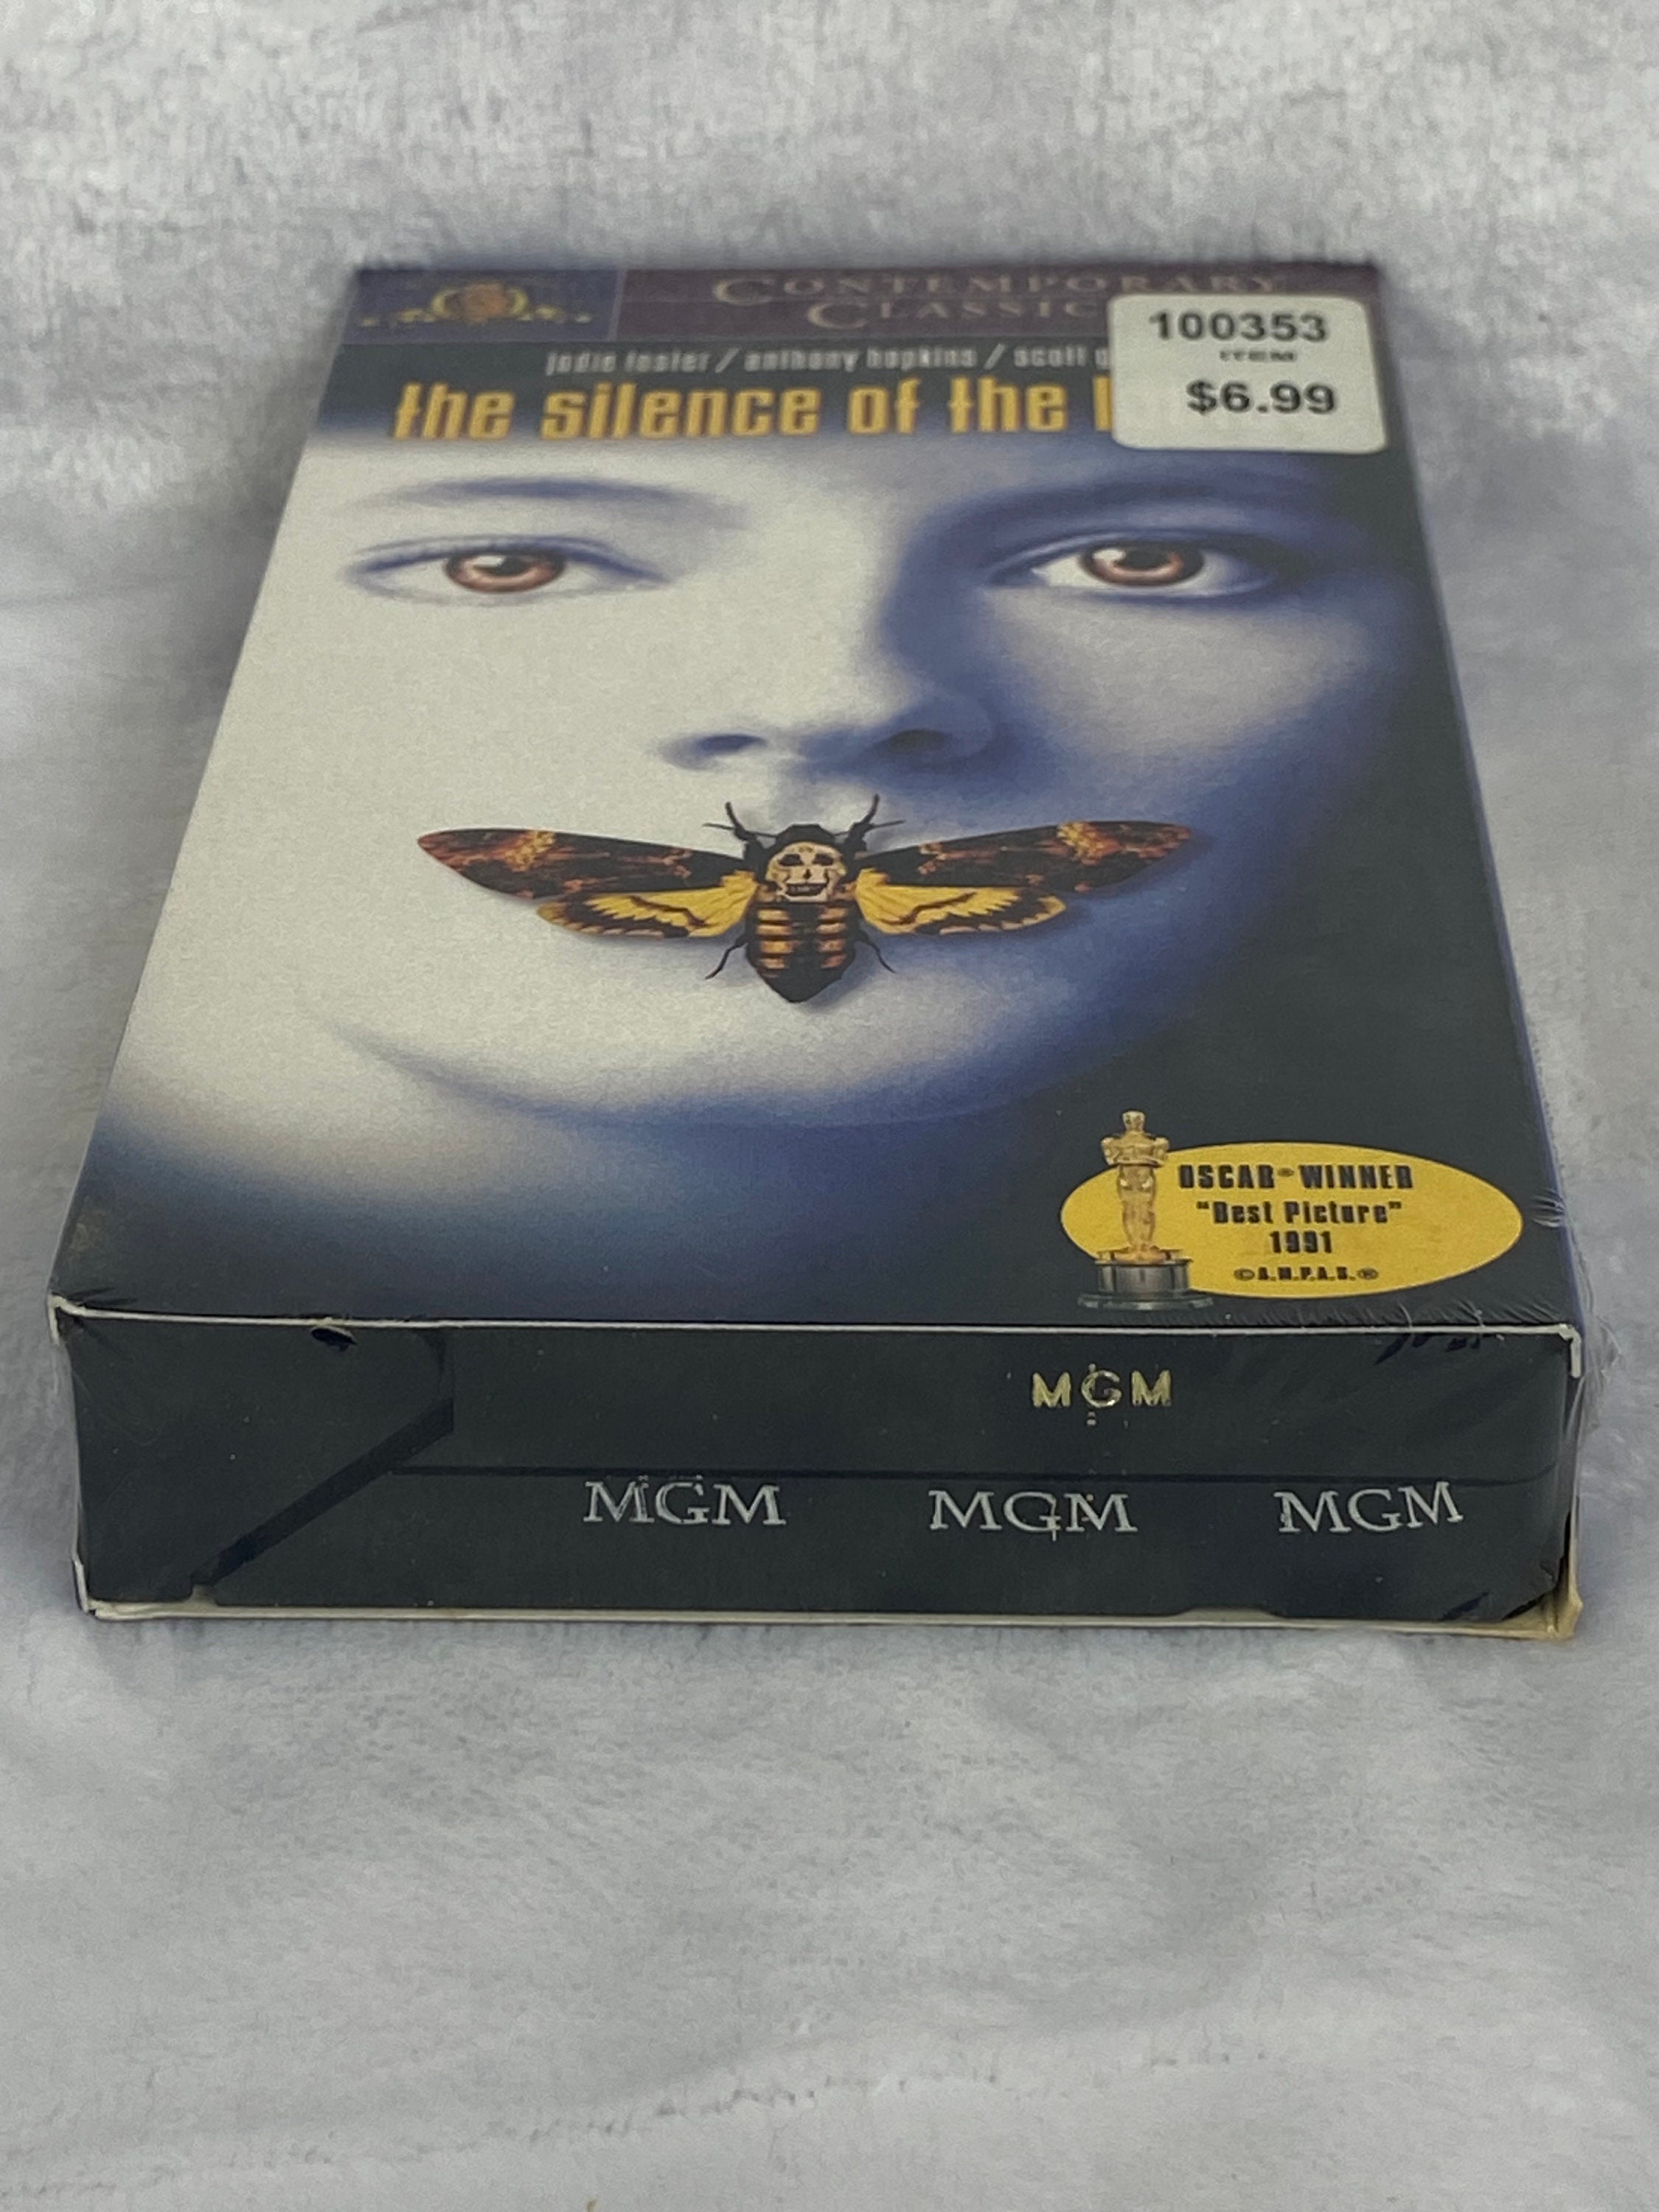 CONTEMPORARY
CLASSIC
100353
ITEM
$6.99
jodie foster / anthony hopkins / scott g
the silence of the l
OSCAR® WINNER
"Best Picture"
1991
©A.M.P.A.S.®
MGM
MGM MGM MGM